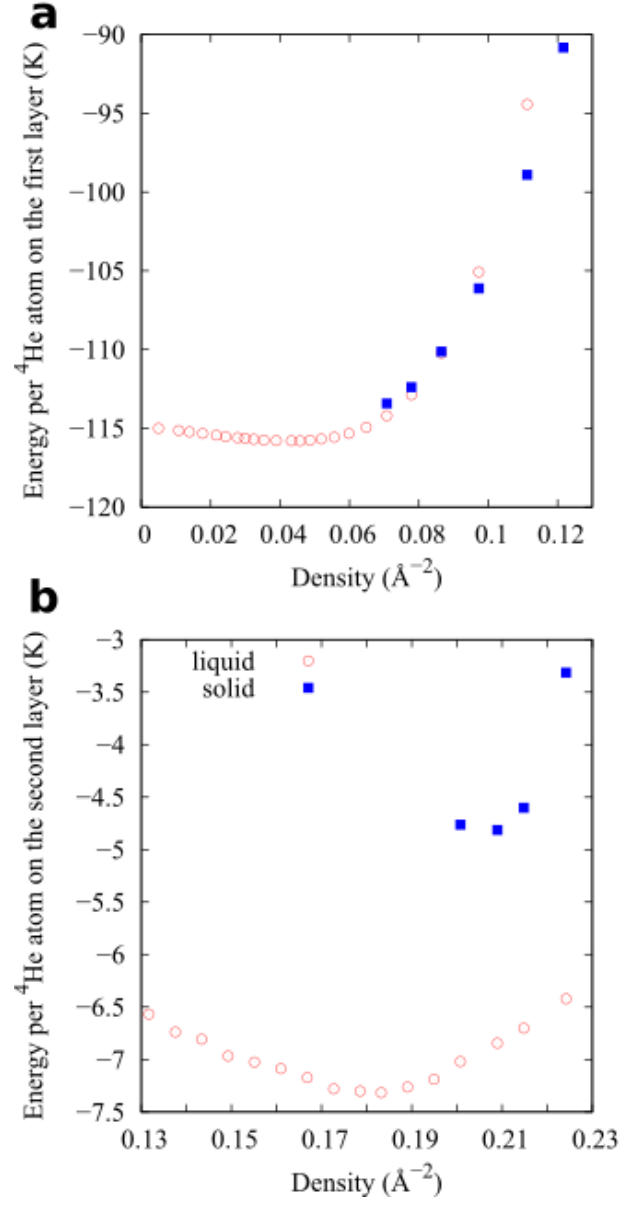 a
Energy per ⁴He atom on the first layer (K)
−90
−95
−100
−105
−110
−115
−120
0 0.02 0.04 0.06 0.08 0.1 0.12
Density (Å⁻²)
b
Energy per ⁴He atom on the second layer (K)
liquid
solid
−3
−3.5
−4
−4.5
−5
−5.5
−6
−6.5
−7
−7.5
0.13 0.15 0.17 0.19 0.21 0.23
Density (Å⁻²)